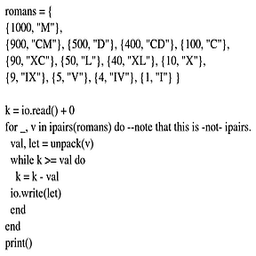 romans = {
{1000, "M"},
{900, "CM"}, {500, "D"}, {400, "CD"}, {100, "C"},
{90, "XC"}, {50, "L"}, {40, "XL"}, {10, "X"},
{9, "IX"}, {5, "V"}, {4, "IV"}, {1, "I"} }

k = io.read() + 0
for _, v in ipairs(romans) do --note that this is -not- ipairs.
  val, let = unpack(v)
  while k >= val do
    k = k - val
  io.write(let)
  end
end
print()